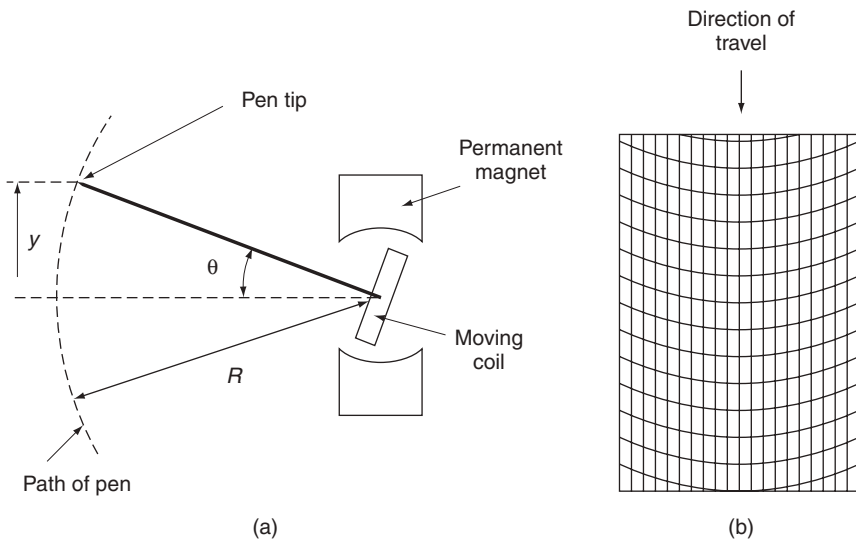 Direction of
travel
Pen tip
Permanent
magnet
y
θ
Moving
coil
R
Path of pen
(a)
(b)